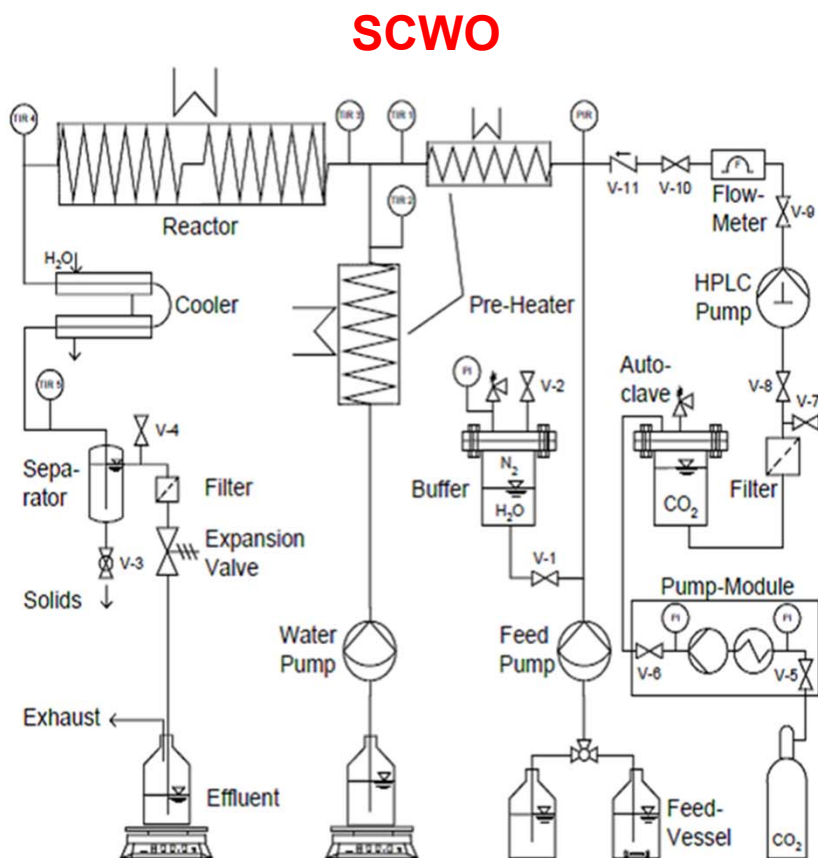 SCWO
TIR 4
TIR 3
TIR 1
PIR
F
V-11
V-10
Flow-
Meter
V-9
Reactor
TIR 2
H2O
Cooler
Pre-Heater
HPLC
Pump
TIR 5
PI
V-2
Auto-
clave
V-8
V-7
V-4
Sepa-
rator
Filter
Buffer
N2
H2O
CO2
Filter
Expansion
Valve
V-3
V-1
Solids
Pump-Module
Water
Pump
Feed
Pump
PI
PI
V-6
V-5
Exhaust
Effluent
Feed-
Vessel
CO2